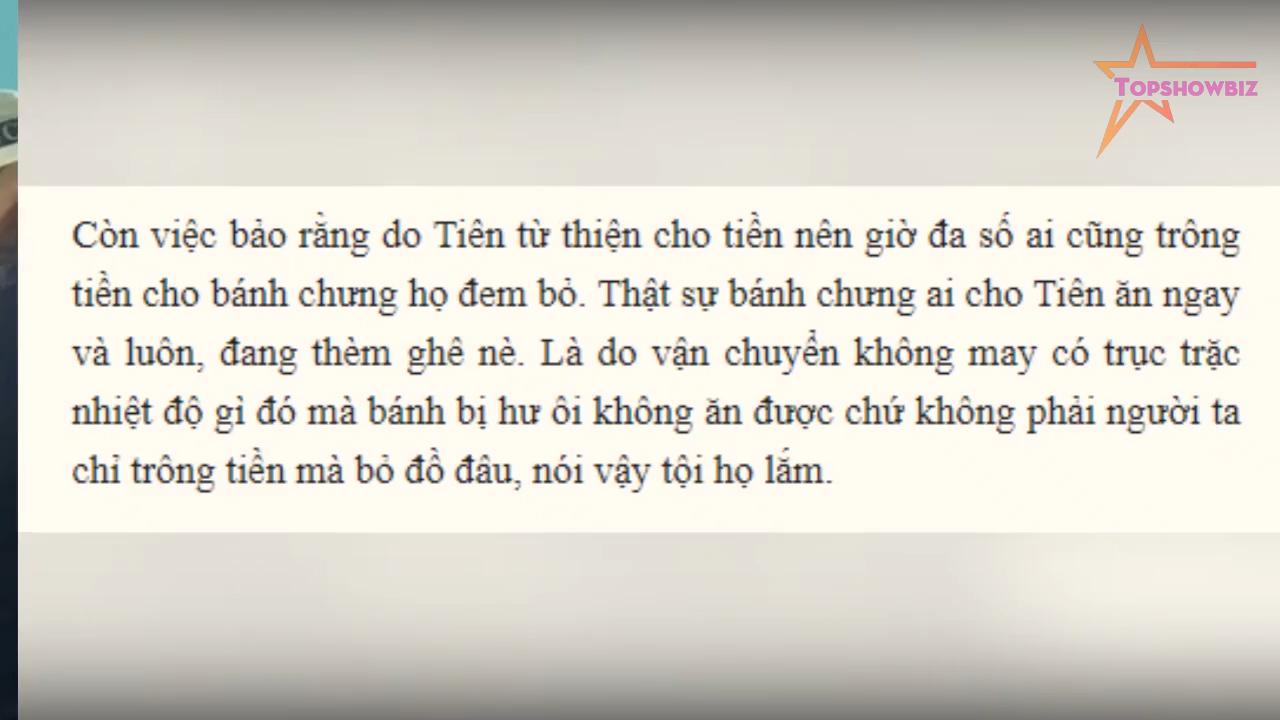 TOPSHOWBIZ
Còn việc bảo rằng do Tiên từ thiện cho tiền nên giờ đa số ai cũng trông
tiền cho bánh chưng họ đem bỏ. Thật sự bánh chưng ai cho Tiên ăn ngay
và luôn, đang thèm ghê nè. Là do vận chuyển không may có trục trặc
nhiệt độ gì đó mà bánh bị hư ôi không ăn được chứ không phải người ta
chỉ trông tiền mà bỏ đồ đâu, nói vậy tội họ lắm.